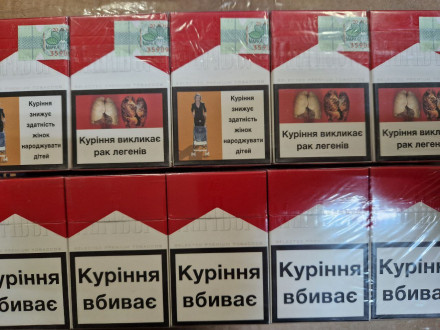 Куріння
знижує
здатність
жінок
народжувати
дітей
Куріння викликає
рак легенів
Куріння
знижує
здатність
жінок
народжувати
дітей
Куріння викликає
рак легенів
Куріння викликає
рак легенів
Куріння
вбиває
Куріння
вбиває
Куріння
вбиває
Куріння
вбиває
Куріння
вбиває